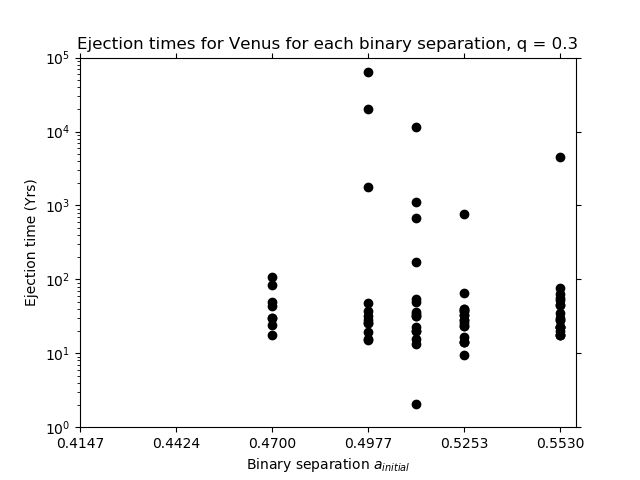 Ejection times for Venus for each binary separation, q = 0.3
10^5
10^4
10^3
10^2
10^1
10^0
Ejection time (Yrs)
0.4147 0.4424 0.4700 0.4977 0.5253 0.5530
Binary separation a_initial